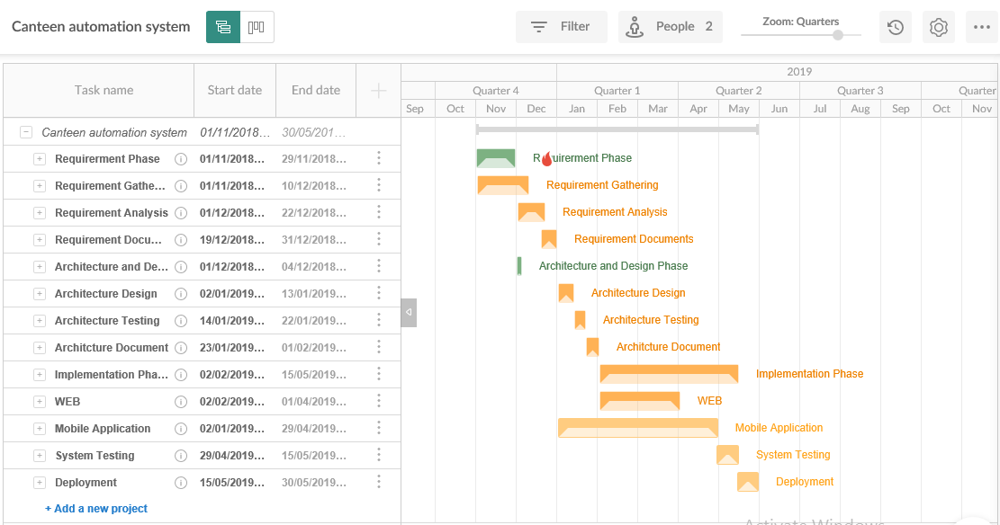 Canteen automation system Filter People 2 Zoom: Quarters
2019
Task name Start date End date Quarter 4 Quarter 1 Quarter 2 Quarter 3 Quarter
Sep Oct Nov Dec Jan Feb Mar Apr May Jun Jul Aug Sep Oct Nov
Canteen automation system 01/11/2018... 30/05/201...
Requirerment Phase 01/11/2018... 29/11/2018... R uirerment Phase
Requirement Gathe... 01/11/2018... 10/12/2018... Requirement Gathering
Requirement Analysis 01/12/2018... 22/12/2018... Requirement Analysis
Requirement Docu... 19/12/2018... 31/12/2018... Requirement Documents
Architecture and De... 01/12/2018... 04/12/2018... Architecture and Design Phase
Architecture Design 02/01/2019... 13/01/2019... Architecture Design
Architecture Testing 14/01/2019... 22/01/2019... Architecture Testing
Architcture Document 23/01/2019... 01/02/2019... Architcture Document
Implementation Pha... 02/02/2019... 15/05/2019... Implementation Phase
WEB 02/02/2019... 01/04/2019... WEB
Mobile Application 02/01/2019... 29/04/2019... Mobile Application
System Testing 29/04/2019... 15/05/2019... System Testing
Deployment 15/05/2019... 30/05/2019... Deployment
+ Add a new project
Activate Windows